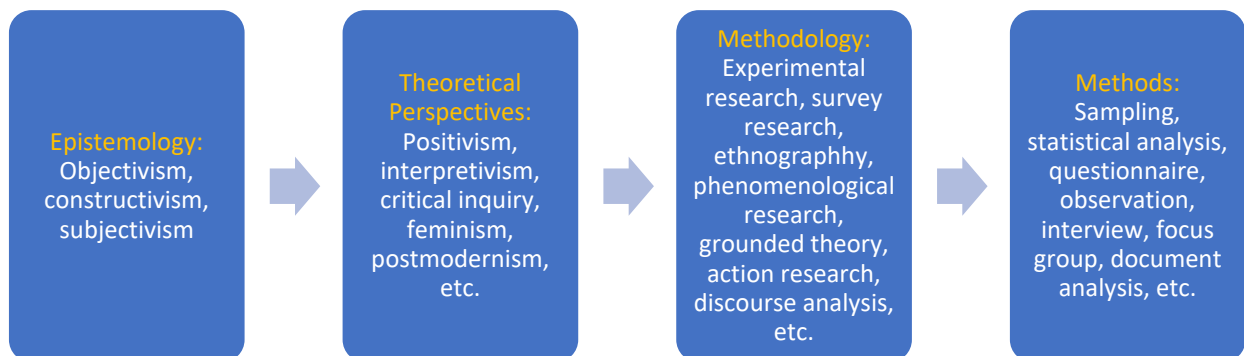 Epistemology:
Objectivism,
constructivism,
subjectivism
Theoretical
Perspectives:
Positivism,
interpretivism,
critical inquiry,
feminism,
postmodernism,
etc.
Methodology:
Experimental
research, survey
research,
ethnographhy,
phenomenological
research,
grounded theory,
action research,
discourse analysis,
etc.
Methods:
Sampling,
statistical analysis,
questionnaire,
observation,
interview, focus
group, document
analysis, etc.